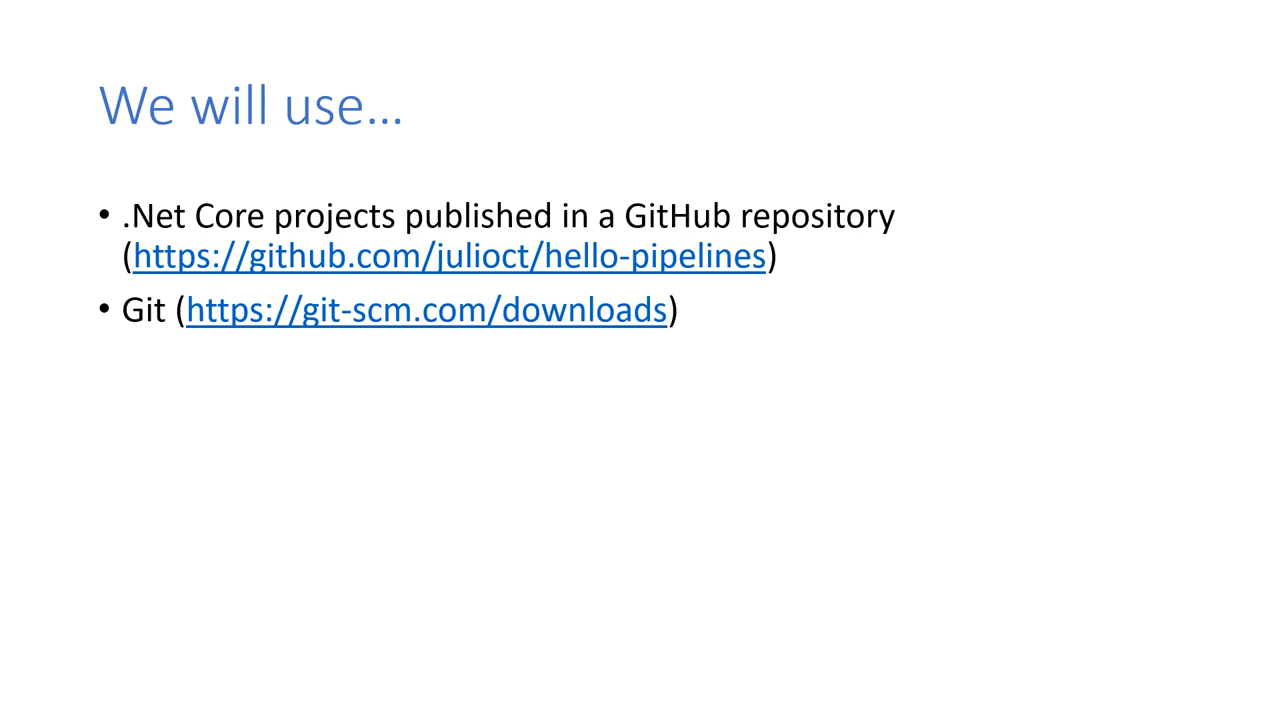 We will use...
• .Net Core projects published in a GitHub repository
(https://github.com/julioct/hello-pipelines)
• Git (https://git-scm.com/downloads)